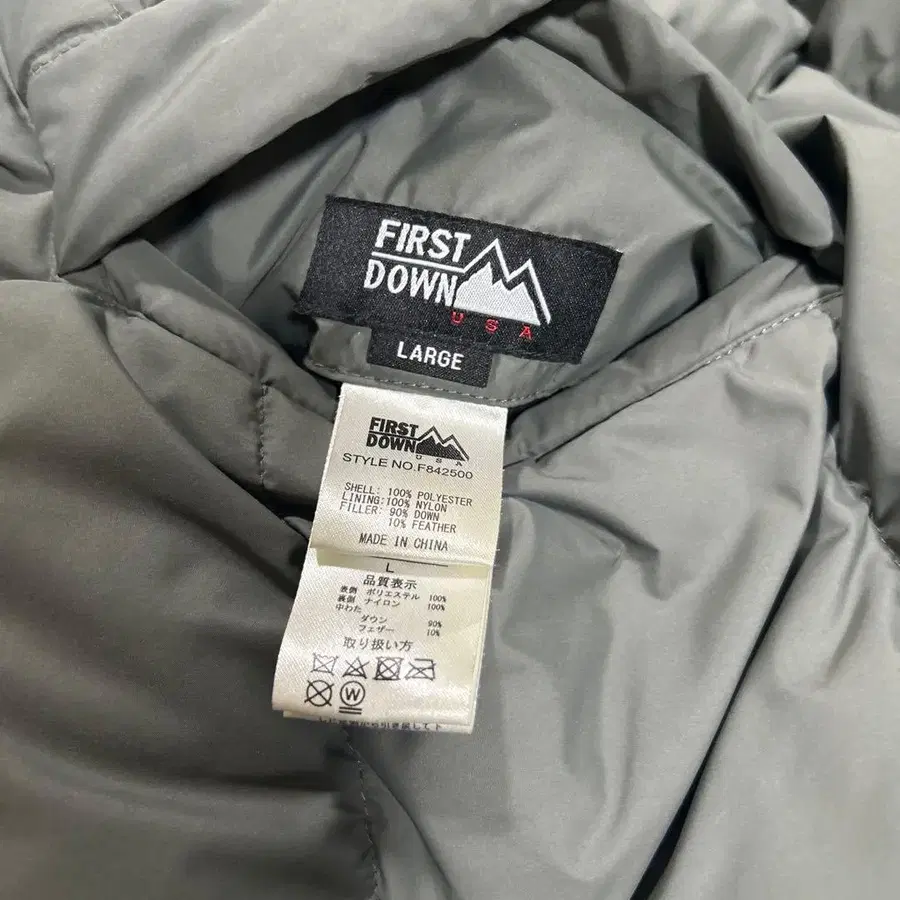 FIRST
DOWN
USA
LARGE
FIRST
DOWN
USA
STYLE NO.F842500
SHELL: 100% POLYESTER
LINING:100% NYLON
FILLER: 90% DOWN
10% FEATHER
MADE IN CHINA
L
品質表示
表側 ポリエステル 100%
裏側 ナイロン 100%
中わた
ダウン 90%
フェザー 10%
取り扱い方
W